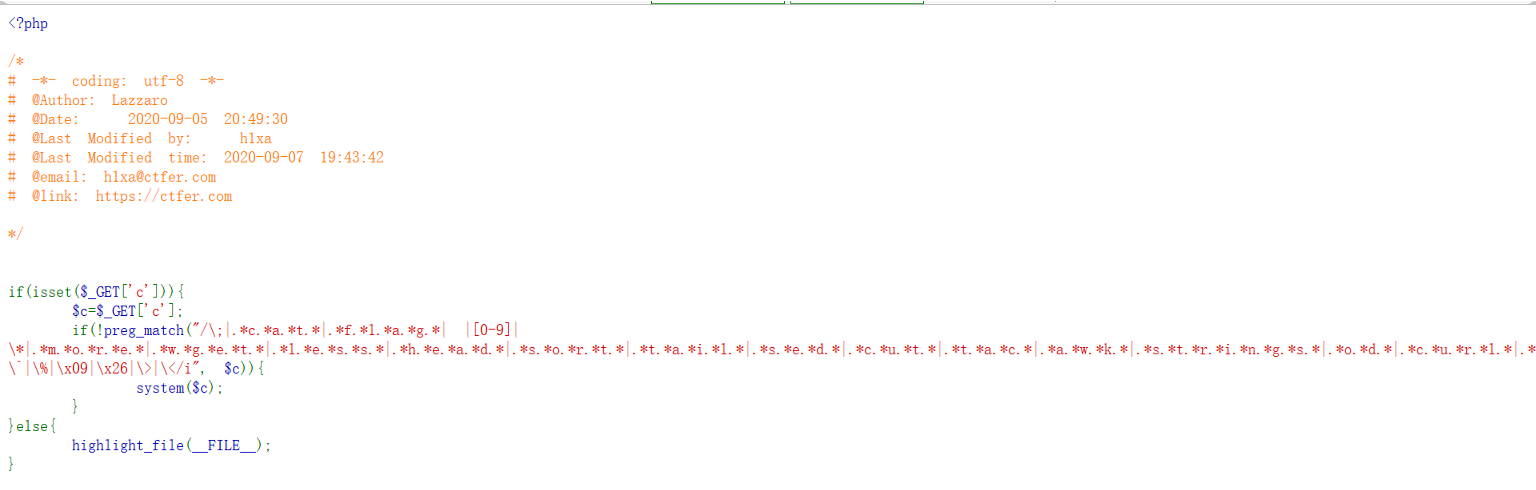 <?php
/*
# -*- coding: utf-8 -*-
# @Author: Lazzaro
# @Date: 2020-09-05 20:49:30
# @Last Modified by: h1xa
# @Last Modified time: 2020-09-07 19:43:42
# @email: h1xa@ctfer.com
# @link: https://ctfer.com
*/
if(isset($_GET['c'])){
$c=$_GET['c'];
if(!preg_match("/\;|.*c.*a.*t.*|.*f.*l.*a.*g.*| |[0-9]|
\*|.*m.*o.*r.*e.*|.*w.*g.*e.*t.*|.*l.*e.*s.*s.*|.*h.*e.*a.*d.*|.*s.*o.*r.*t.*|.*t.*a.*i.*l.*|.*s.*e.*d.*|.*c.*u.*t.*|.*t.*a.*c.*|.*a.*w.*k.*|.*s.*t.*r.*i.*n.*g.*s.*|.*o.*d.*|.*c.*u.*r.*l.*|.*
\`|\%|\x09|\x26|\>|\</i", $c)){
system($c);
}
}else{
highlight_file(__FILE__);
}